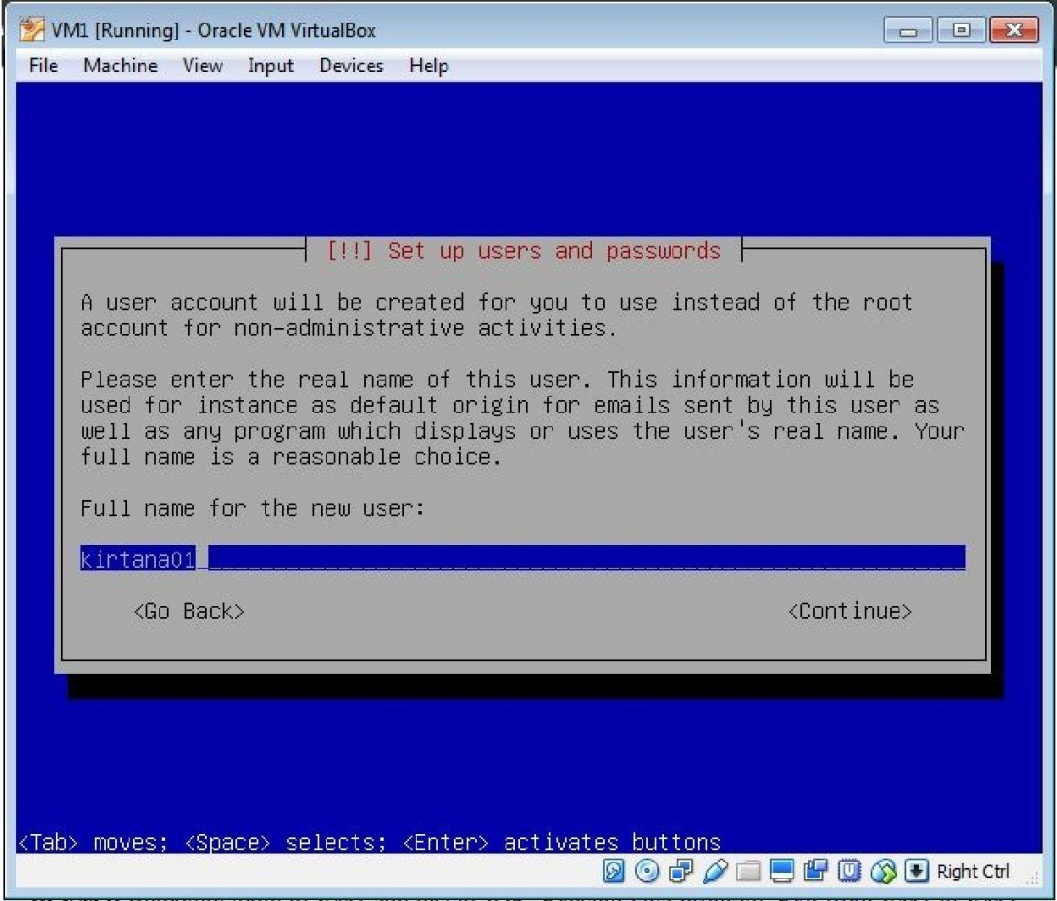 VM1 [Running] - Oracle VM VirtualBox
File Machine View Input Devices Help
[!!] Set up users and passwords
A user account will be created for you to use instead of the root
account for non-administrative activities.
Please enter the real name of this user. This information will be
used for instance as default origin for emails sent by this user as
well as any program which displays or uses the user's real name. Your
full name is a reasonable choice.
Full name for the new user:
kirtana01
<Go Back> <Continue>
<Tab> moves; <Space> selects; <Enter> activates buttons
Right Ctrl